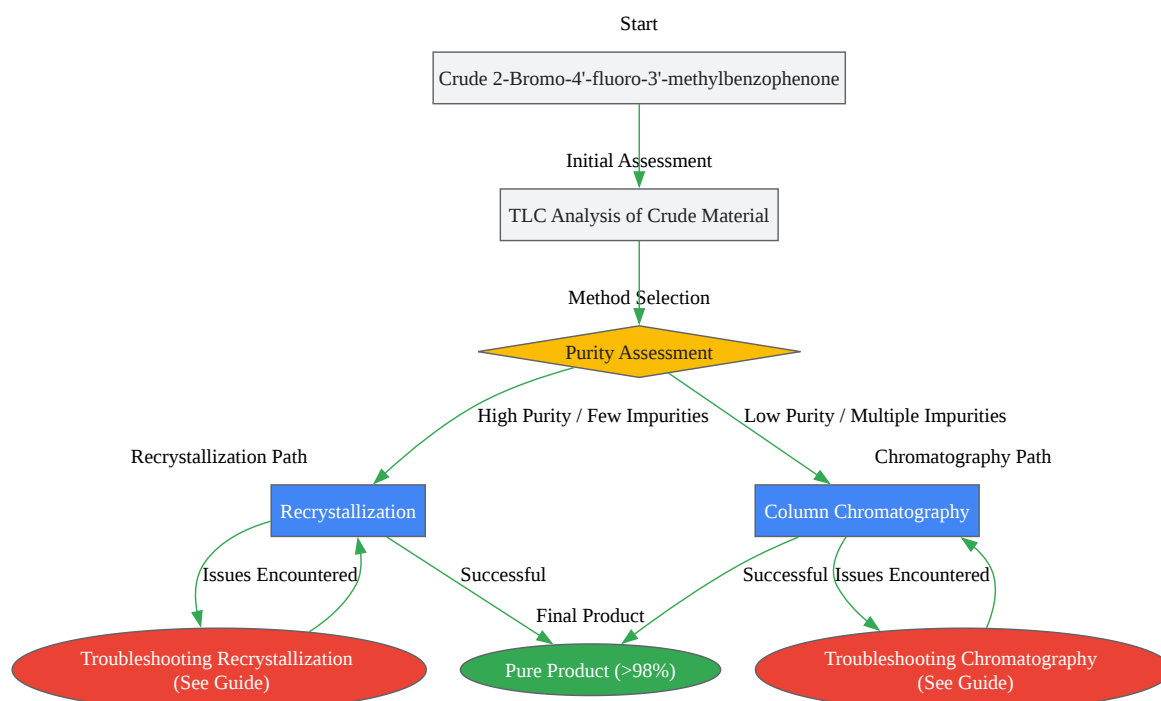 Start
Crude 2-Bromo-4'-fluoro-3'-methylbenzophenone
Initial Assessment
TLC Analysis of Crude Material
Method Selection
Purity Assessment
High Purity / Few Impurities
Low Purity / Multiple Impurities
Recrystallization Path
Chromatography Path
Recrystallization
Column Chromatography
Issues Encountered
Successful
Successful
Issues Encountered
Final Product
Troubleshooting Recrystallization
(See Guide)
Pure Product (>98%)
Troubleshooting Chromatography
(See Guide)